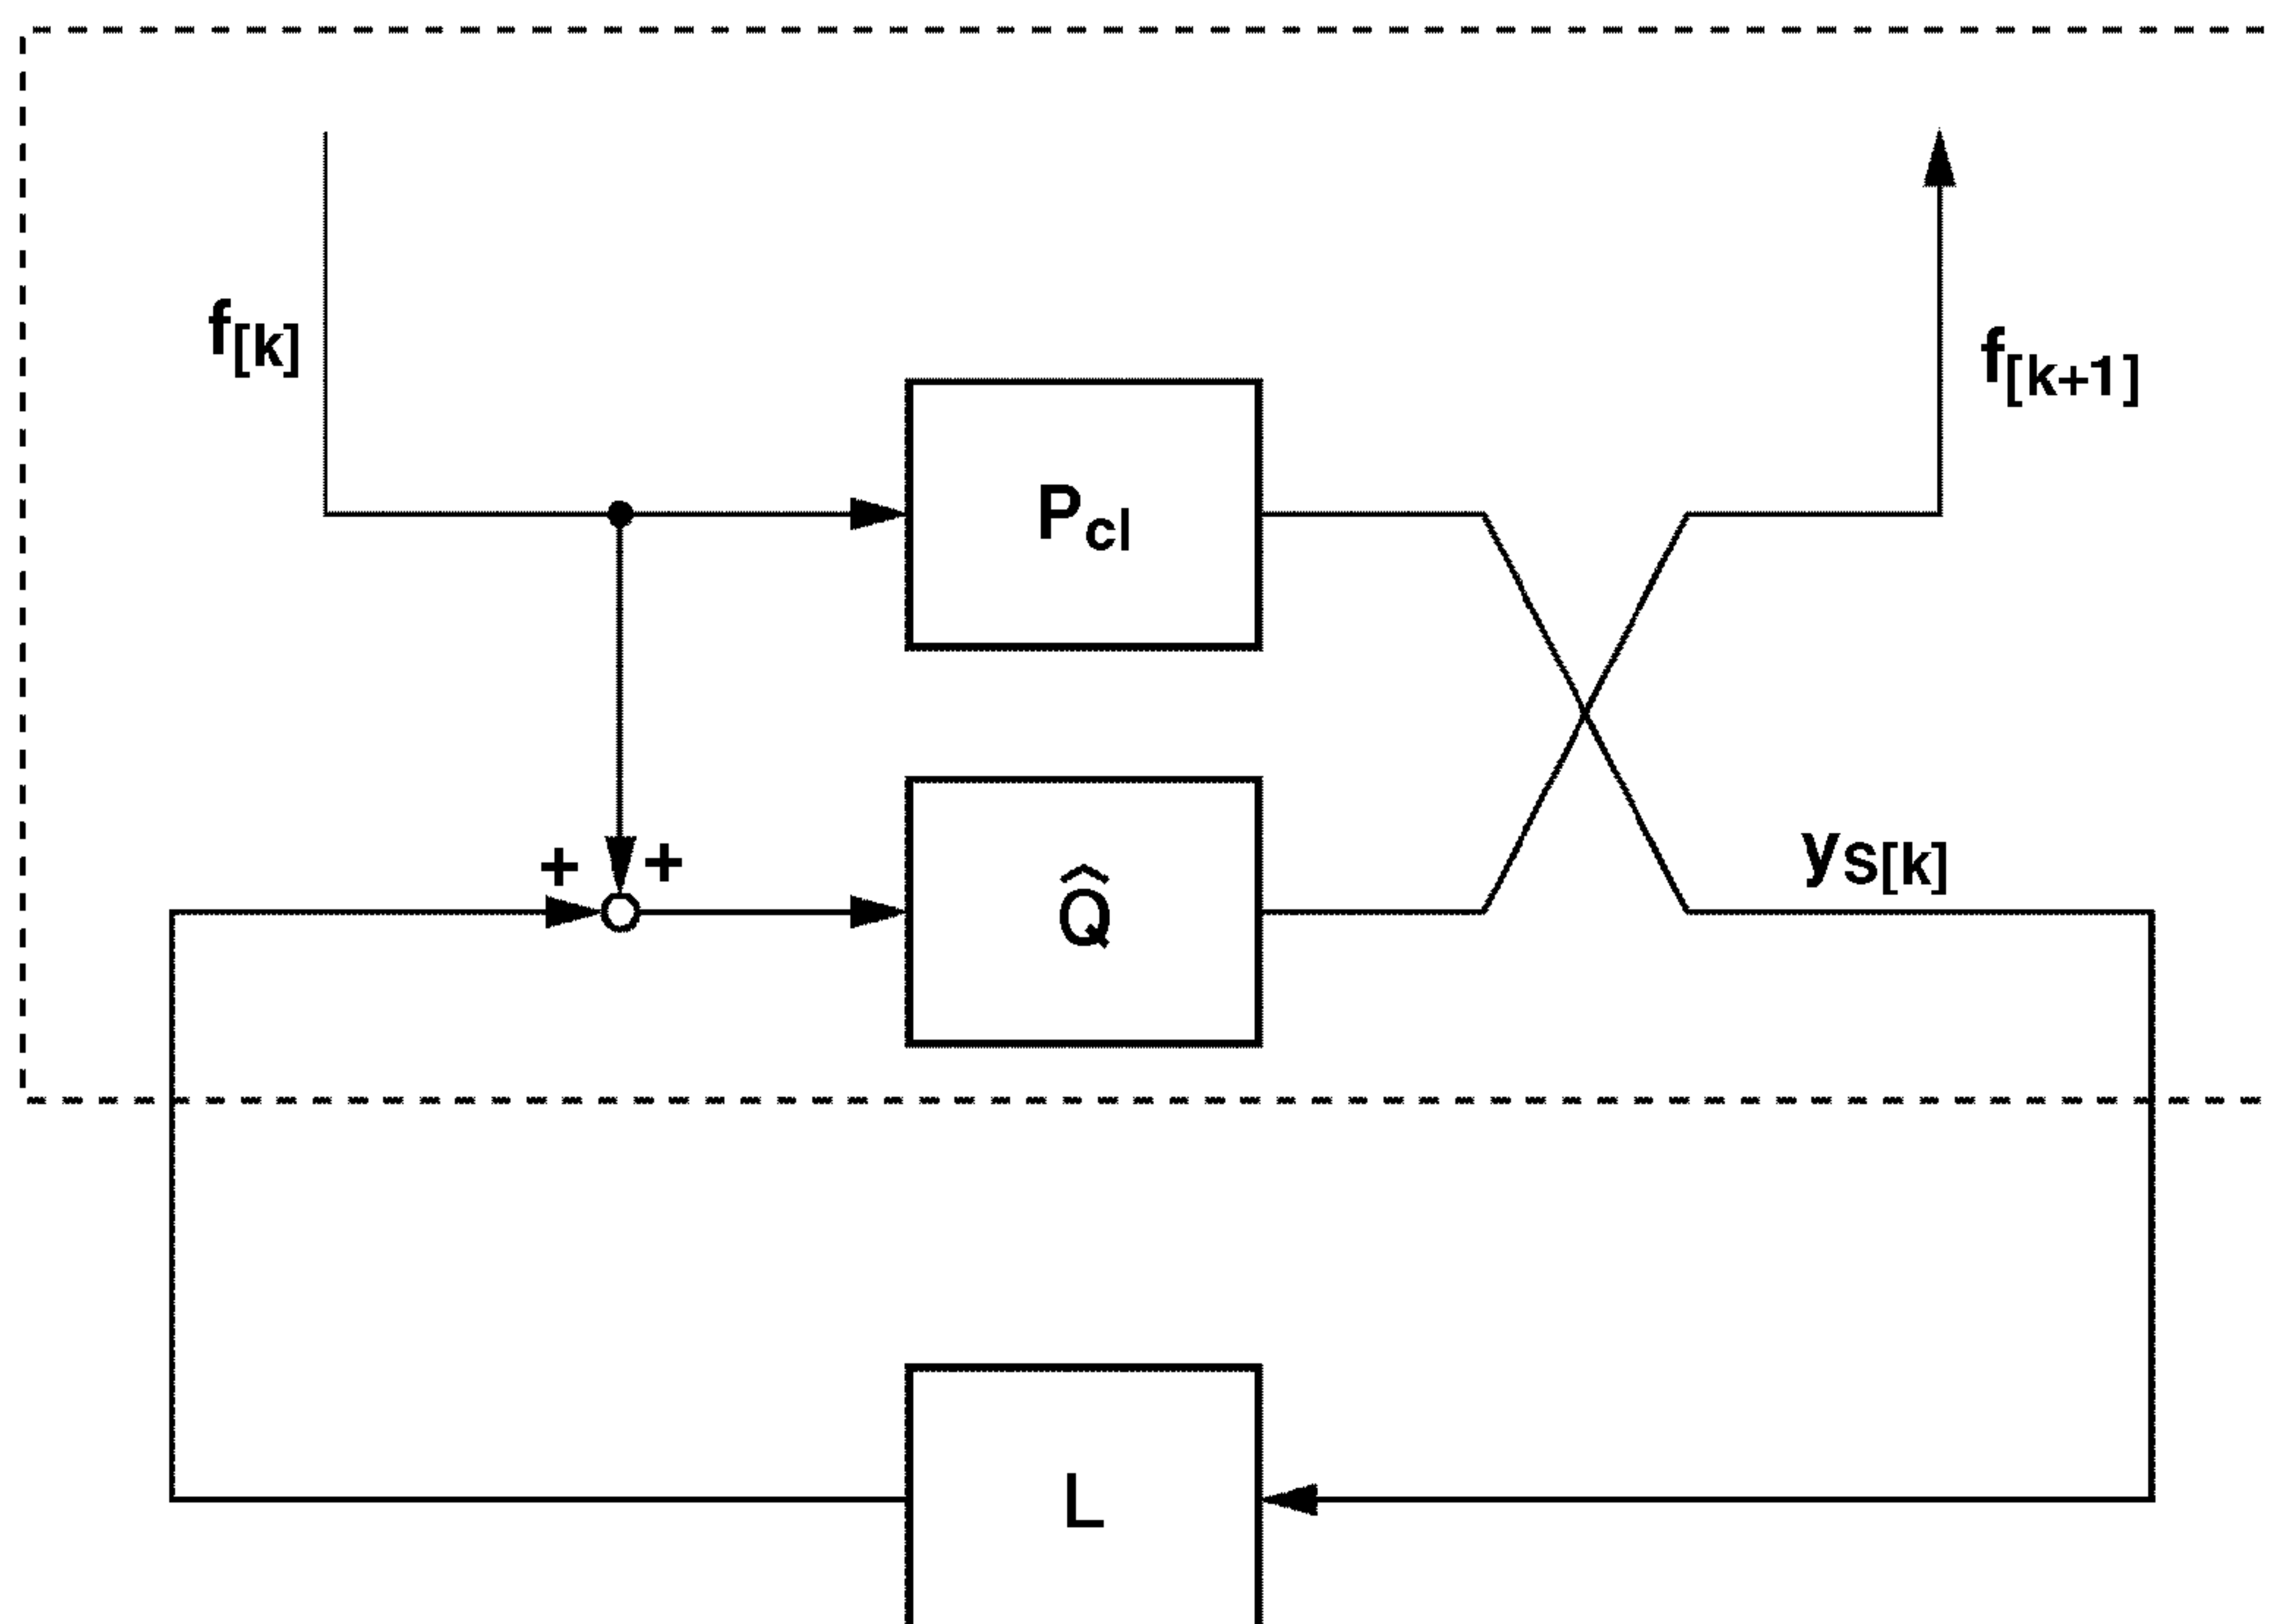 f[k]
f[k+1]
Pcl
+ +
Q̂
yS[k]
L